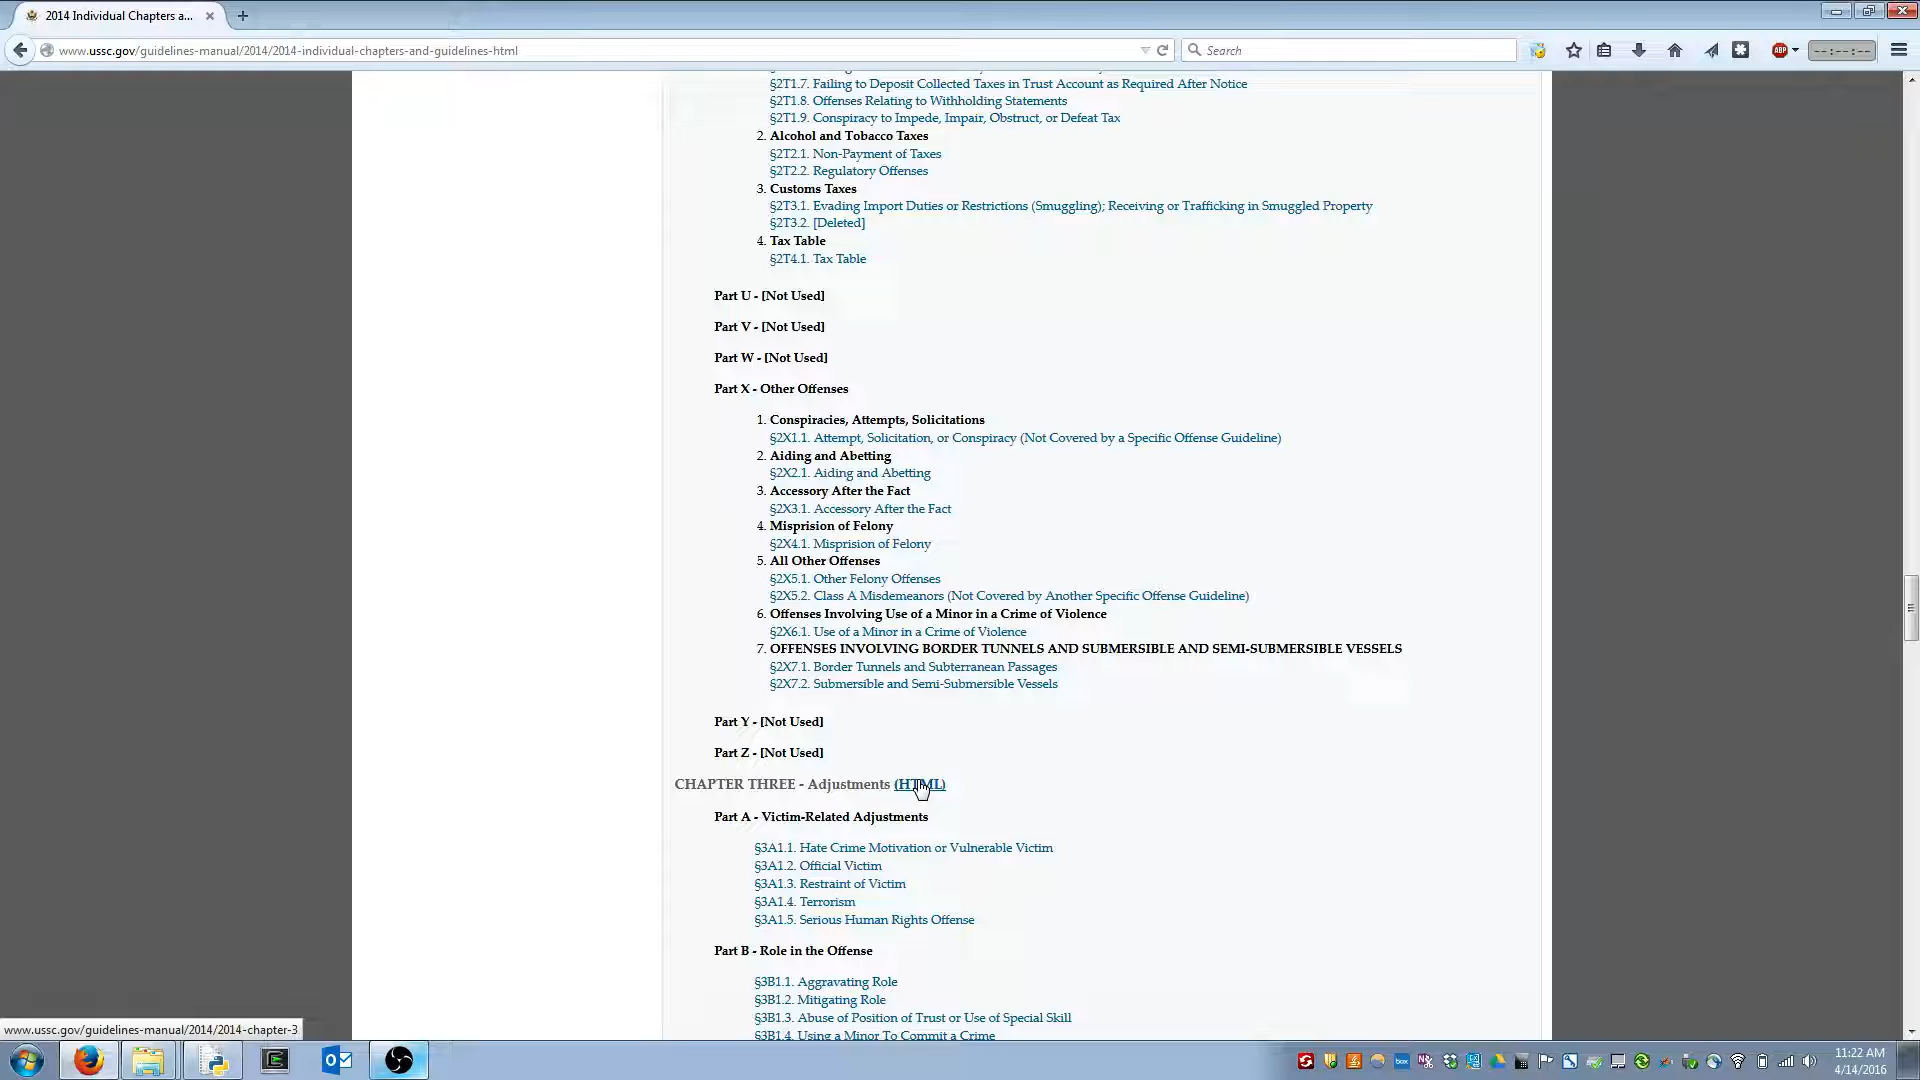 2014 Individual Chapters a...
www.ussc.gov/guidelines-manual/2014/2014-individual-chapters-and-guidelines-html
Search
ABP
--:--:--
§2T1.7. Failing to Deposit Collected Taxes in Trust Account as Required After Notice
§2T1.8. Offenses Relating to Withholding Statements
§2T1.9. Conspiracy to Impede, Impair, Obstruct, or Defeat Tax
2. Alcohol and Tobacco Taxes
§2T2.1. Non-Payment of Taxes
§2T2.2. Regulatory Offenses
3. Customs Taxes
§2T3.1. Evading Import Duties or Restrictions (Smuggling); Receiving or Trafficking in Smuggled Property
§2T3.2. [Deleted]
4. Tax Table
§2T4.1. Tax Table
Part U - [Not Used]
Part V - [Not Used]
Part W - [Not Used]
Part X - Other Offenses
1. Conspiracies, Attempts, Solicitations
§2X1.1. Attempt, Solicitation, or Conspiracy (Not Covered by a Specific Offense Guideline)
2. Aiding and Abetting
§2X2.1. Aiding and Abetting
3. Accessory After the Fact
§2X3.1. Accessory After the Fact
4. Misprision of Felony
§2X4.1. Misprision of Felony
5. All Other Offenses
§2X5.1. Other Felony Offenses
§2X5.2. Class A Misdemeanors (Not Covered by Another Specific Offense Guideline)
6. Offenses Involving Use of a Minor in a Crime of Violence
§2X6.1. Use of a Minor in a Crime of Violence
7. OFFENSES INVOLVING BORDER TUNNELS AND SUBMERSIBLE AND SEMI-SUBMERSIBLE VESSELS
§2X7.1. Border Tunnels and Subterranean Passages
§2X7.2. Submersible and Semi-Submersible Vessels
Part Y - [Not Used]
Part Z - [Not Used]
CHAPTER THREE - Adjustments (HTML)
Part A - Victim-Related Adjustments
§3A1.1. Hate Crime Motivation or Vulnerable Victim
§3A1.2. Official Victim
§3A1.3. Restraint of Victim
§3A1.4. Terrorism
§3A1.5. Serious Human Rights Offense
Part B - Role in the Offense
§3B1.1. Aggravating Role
§3B1.2. Mitigating Role
§3B1.3. Abuse of Position of Trust or Use of Special Skill
§3B1.4. Using a Minor To Commit a Crime
www.ussc.gov/guidelines-manual/2014/2014-chapter-3
11:22 AM
4/14/2016